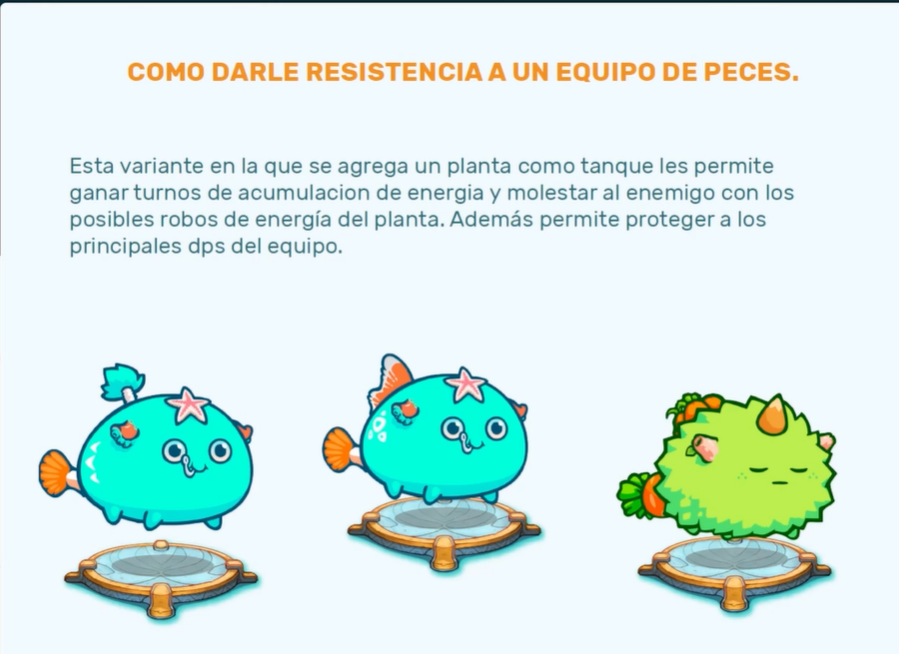 COMO DARLE RESISTENCIA A UN EQUIPO DE PECES.
Esta variante en la que se agrega un planta como tanque les permite
ganar turnos de acumulacion de energia y molestar al enemigo con los
posibles robos de energía del planta. Además permite proteger a los
principales dps del equipo.